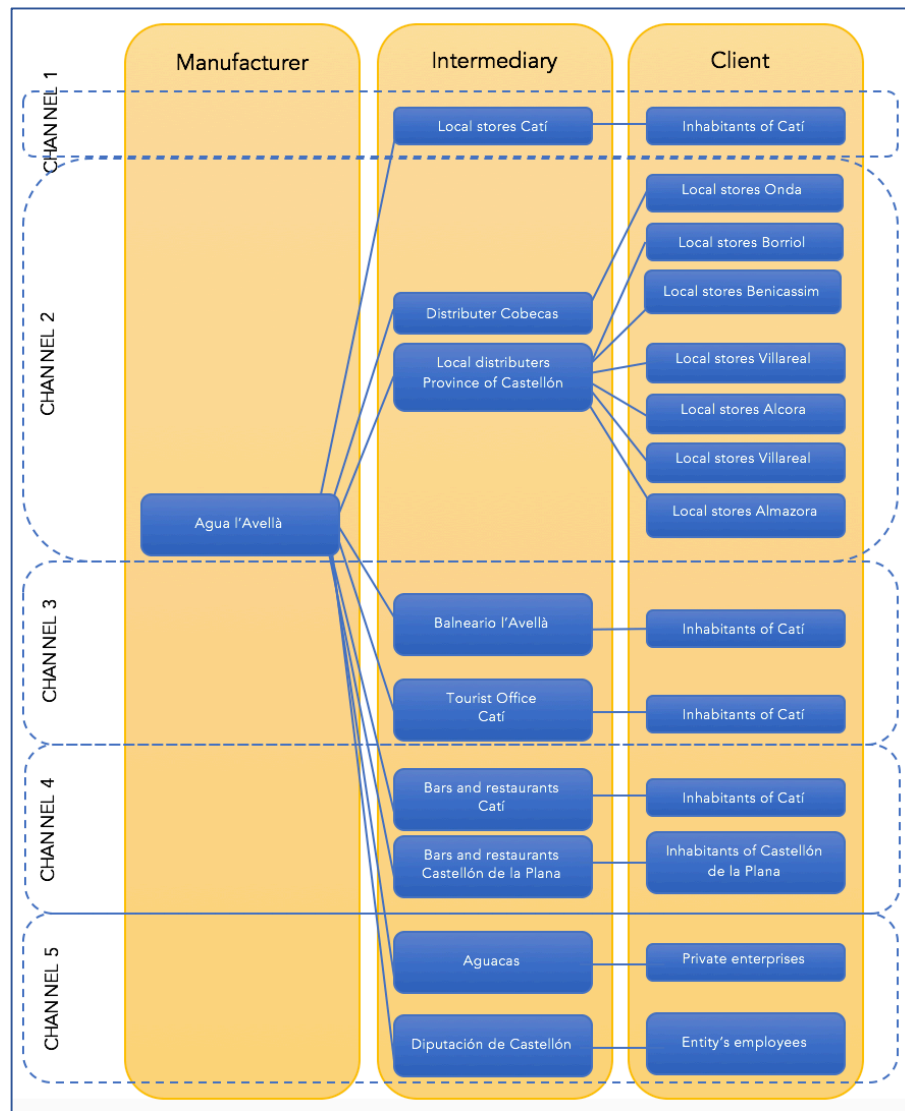 Manufacturer
Intermediary
Client
CHANNEL 1
Local stores Catí
Inhabitants of Catí
CHANNEL 2
Local stores Onda
Local stores Borriol
Local stores Benicassim
Distributer Cobecas
Local distributers
Province of Castellón
Local stores Villareal
Local stores Alcora
Local stores Villareal
Local stores Almazora
Agua l’Avellà
CHANNEL 3
Balneario l’Avellà
Inhabitants of Catí
Tourist Office
Catí
Inhabitants of Catí
CHANNEL 4
Bars and restaurants
Catí
Inhabitants of Catí
Bars and restaurants
Castellón de la Plana
Inhabitants of Castellón
de la Plana
CHANNEL 5
Aguacas
Private enterprises
Diputación de Castellón
Entity’s employees